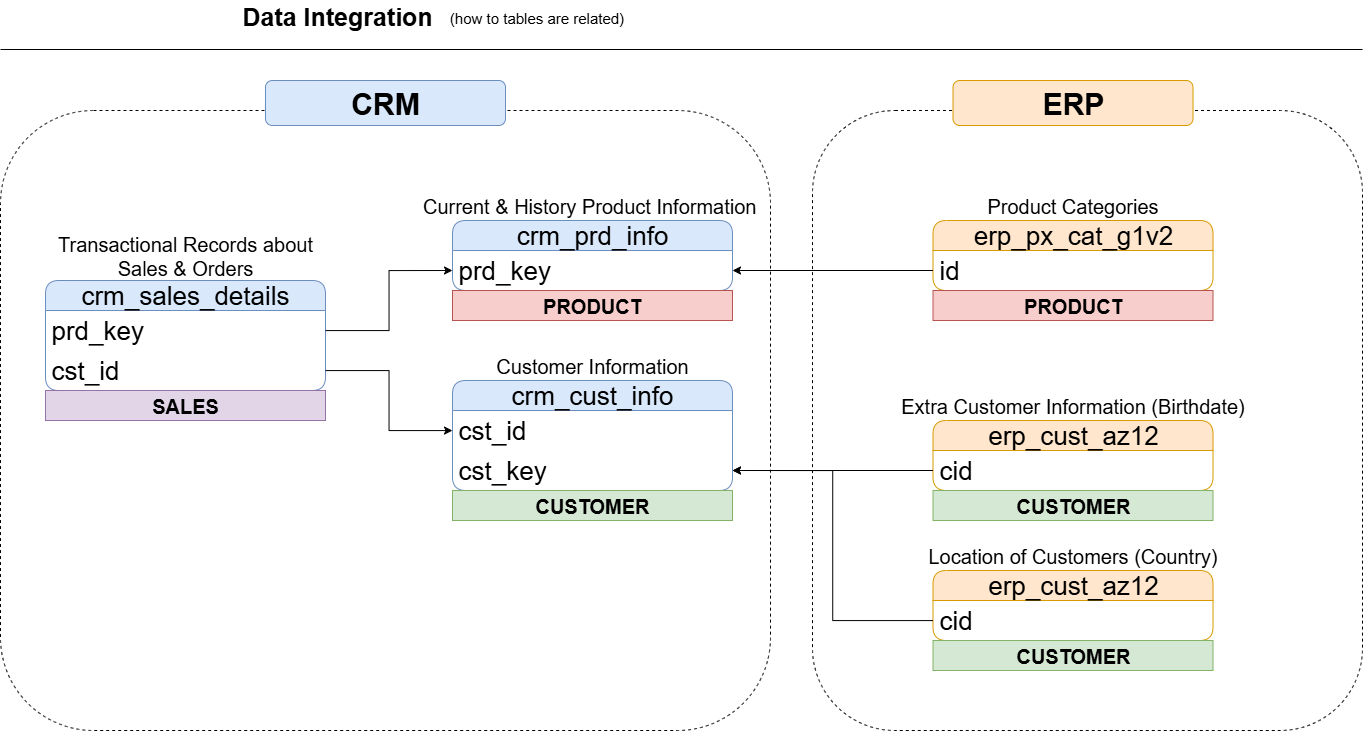 Data Integration (how to tables are related)
CRM
Transactional Records about
Sales & Orders
crm_sales_details
prd_key
cst_id
SALES
Current & History Product Information
crm_prd_info
prd_key
PRODUCT
Customer Information
crm_cust_info
cst_id
cst_key
CUSTOMER
ERP
Product Categories
erp_px_cat_g1v2
id
PRODUCT
Extra Customer Information (Birthdate)
erp_cust_az12
cid
CUSTOMER
Location of Customers (Country)
erp_cust_az12
cid
CUSTOMER